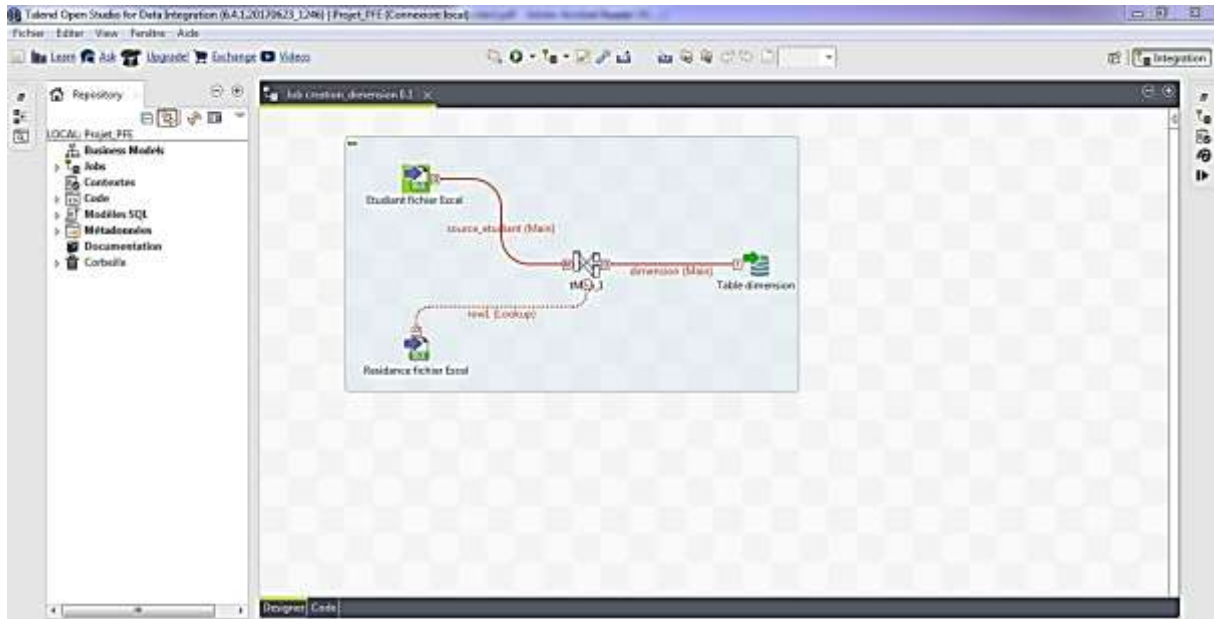 Talend Open Studio for Data Integration (6.4.1.20170623_1246) | Projet_PFE (Connexion: local)
Fichier Editer View Fenêtre Aide
Learn Ask Upgrade! Exchange Videos
Integration
Repository
Job creation_dimension 0.1
LOCAL: Projet_PFE
Business Models
Jobs
Contextes
Code
Modèles SQL
Métadonnées
Documentation
Corbeille
Etudiant fichier Excel
source_etudiant (Main)
dimension (Main)
Table dimension
row1 (Lookup)
Residance fichier Excel
Designer Code